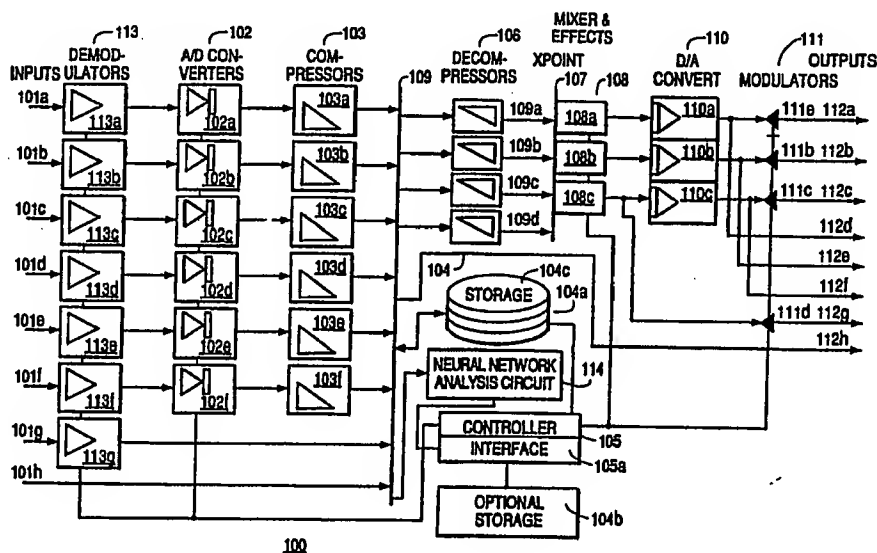 113
102
103
106
MIXER & EFFECTS
110
111
INPUTS
DEMOD-
ULATORS
A/D CON-
VERTERS
COM-
PRESSORS
109
DECOM-
PRESSORS
XPOINT
107
108
D/A
CONVERT
MODULATORS
OUTPUTS
101a
113a
102a
103a
109a
108a
110a
111e
112a
101b
113b
102b
103b
109b
108b
110b
111b
112b
101c
113c
102c
103c
109c
108c
110c
111c
112c
109d
112d
101d
113d
102d
103d
104
104c
112e
STORAGE
104a
112f
101e
113e
102e
103e
111d
112g
112h
NEURAL NETWORK
ANALYSIS CIRCUIT
114
101f
113f
102f
103f
101g
113g
CONTROLLER
105
INTERFACE
105a
101h
OPTIONAL
STORAGE
104b
100